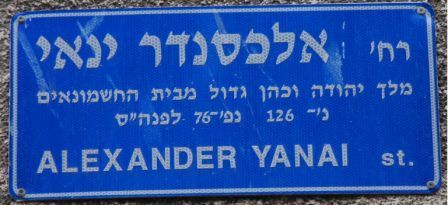 רח' אלכסנדר ינאי
מלך יהודה וכהן גדול מבית החשמונאים
נ'- 126 נפ'-76 לפנה"ס
ALEXANDER YANAI st.